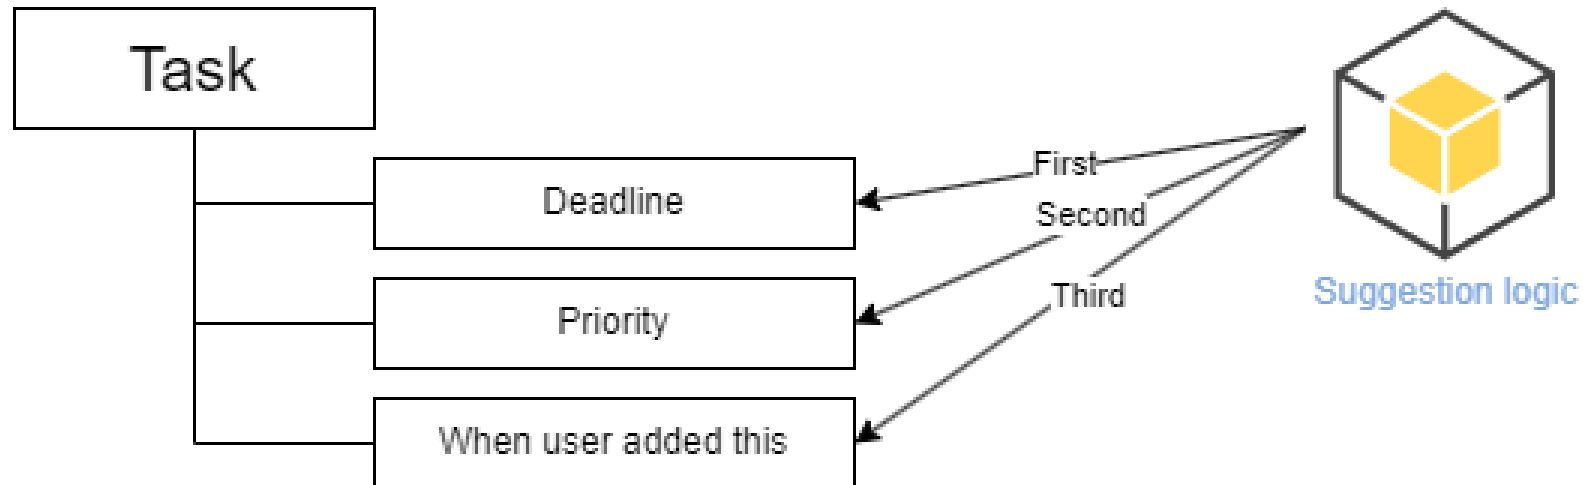 Task
Deadline
Priority
When user added this
First
Second
Third
Suggestion logic